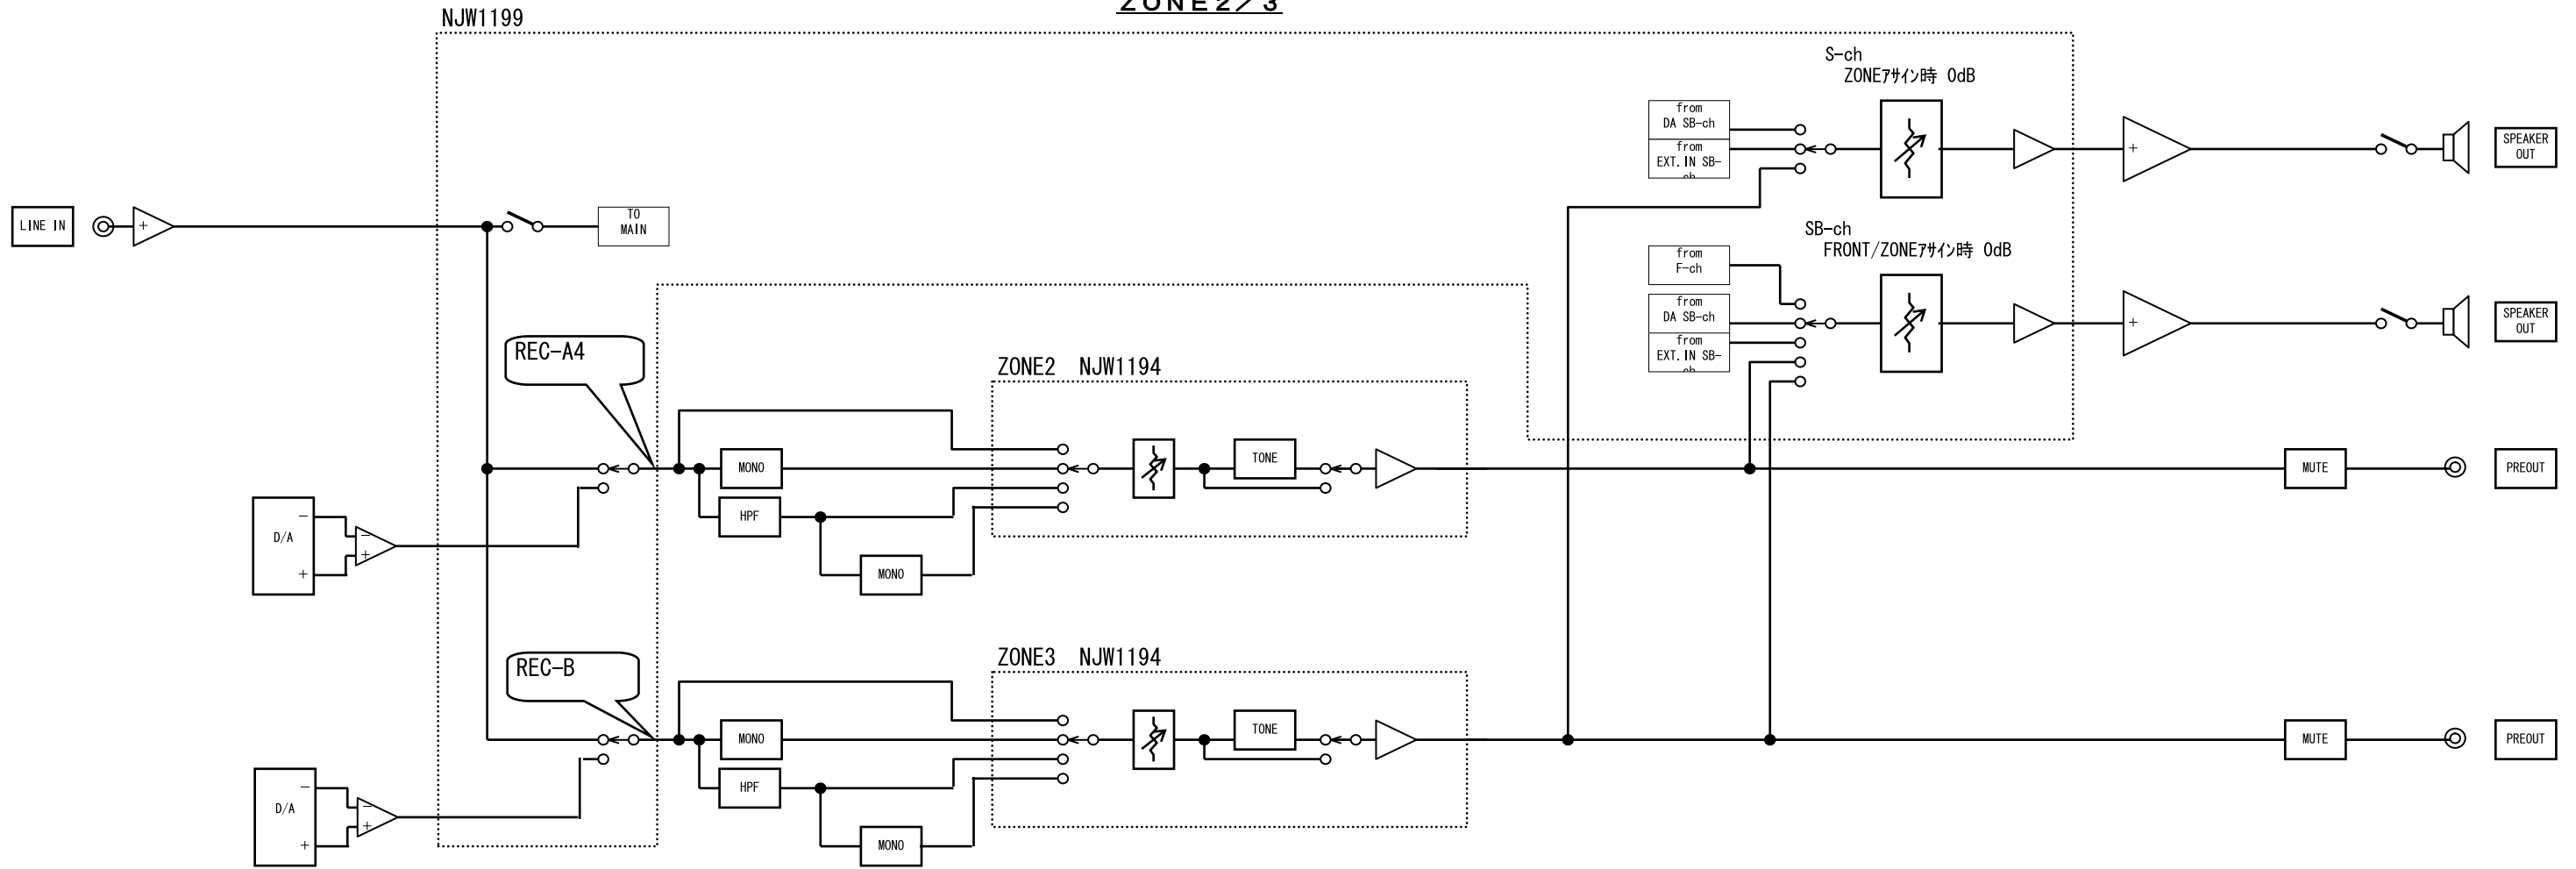 ZONE2/3
NJW1199
S-ch
ZONEｱｻｲﾝ時 0dB
from
DA SB-ch
from
EXT.IN SB-
ch
SPEAKER
OUT
LINE IN
+
TO
MAIN
+
SB-ch
FRONT/ZONEｱｻｲﾝ時 0dB
from
F-ch
from
DA SB-ch
from
EXT.IN SB-
ch
+
SPEAKER
OUT
REC-A4
ZONE2 NJW1194
MONO
TONE
MUTE
PREOUT
HPF
D/A
−
+
−
+
MONO
REC-B
ZONE3 NJW1194
MONO
TONE
MUTE
PREOUT
HPF
D/A
−
+
−
+
MONO